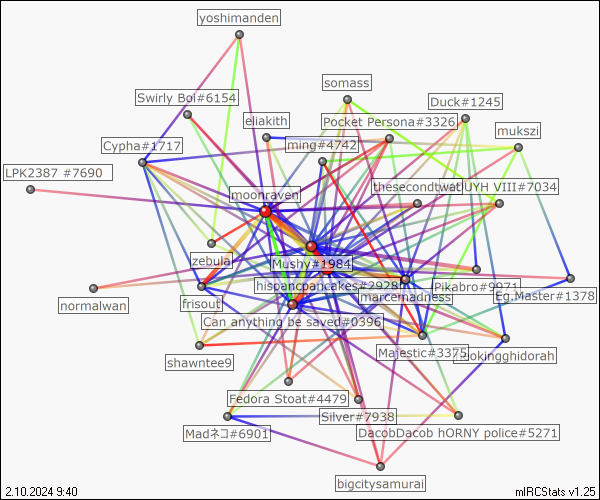 yoshimanden
somass
Swirly Boi#6154
Duck#1245
eliakith
Pocket Persona#3326
mukszi
Cypha#1717
ming#4742
LPK2387 #7690
moonraven
thesecondtwat
UYH VIII#7034
zebula
Mushy#1984
hispancpancakes#2928
Pikabro#9971
marcemadness
Eg.Master#1378
normalwan
frisout
Can anything be saved#0396
Majestic#3375
okingghidorah
shawntee9
Fedora Stoat#4479
Silver#7938
Madネコ#6901
DacobDacob hORNY police#5271
bigcitysamurai
2.10.2024 9:40
mIRCStats v1.25